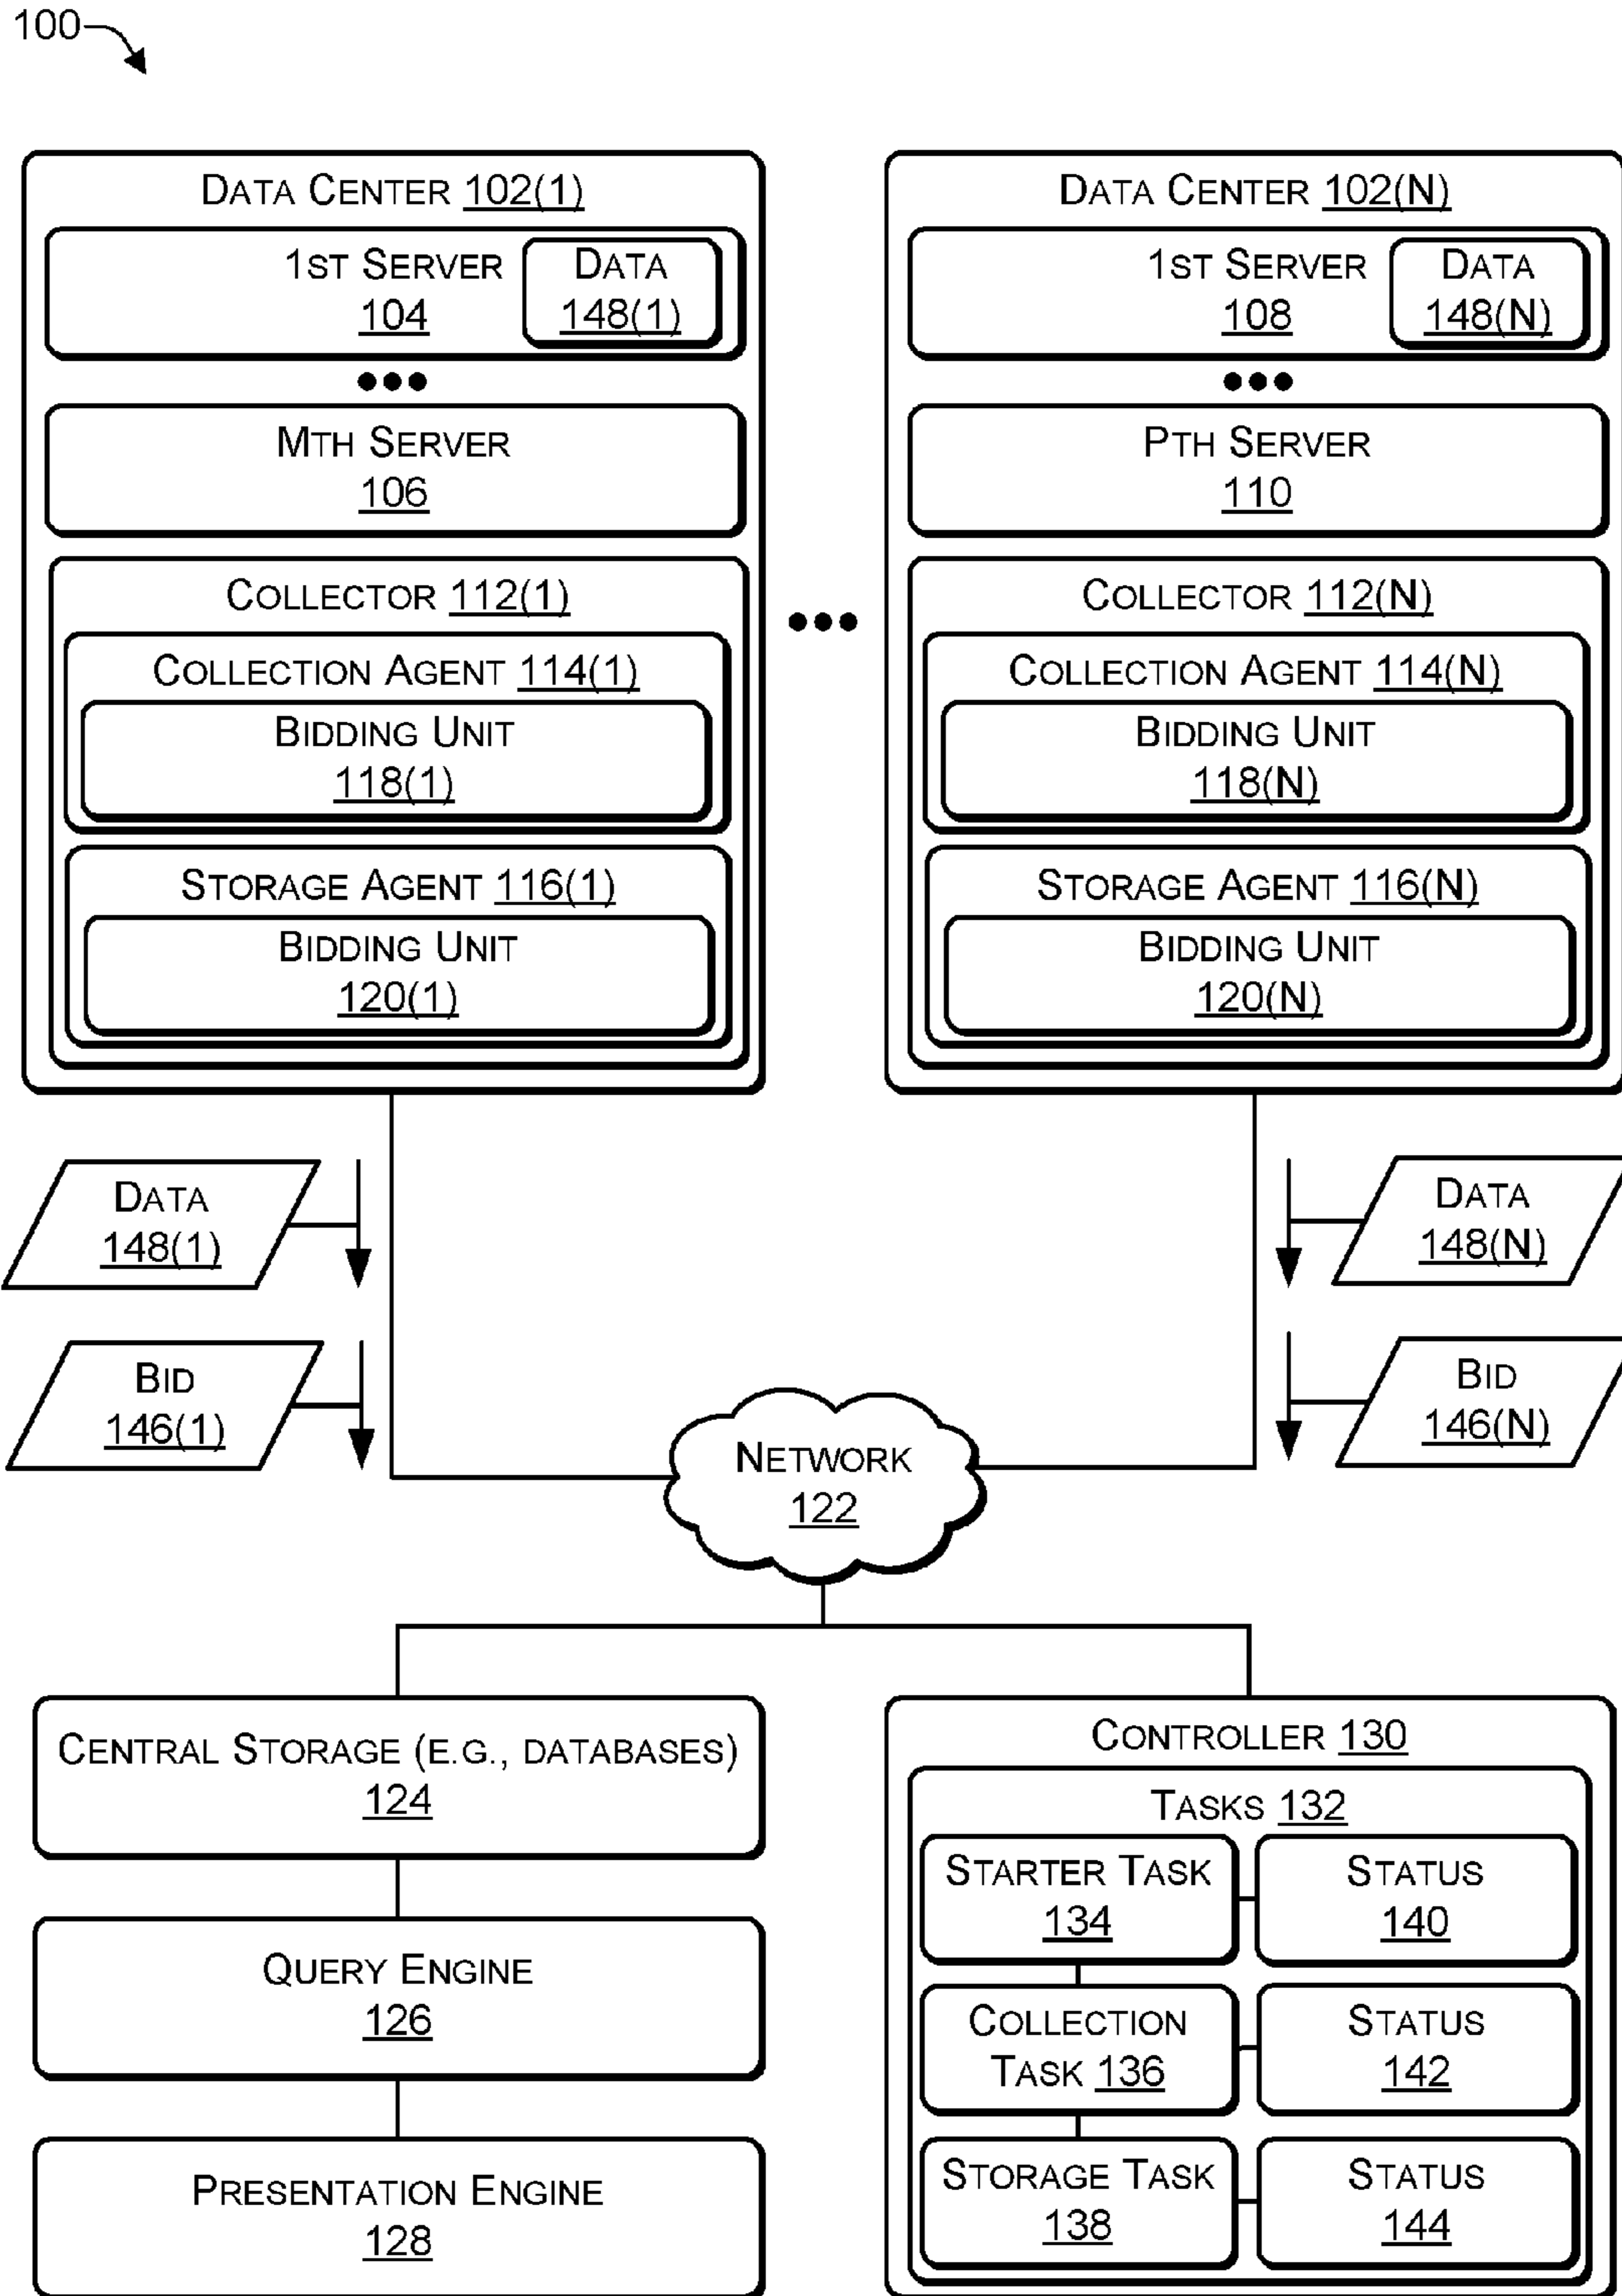 100
DATA CENTER 102(1)
1ST SERVER
104
DATA
148(1)
MTH SERVER
106
COLLECTOR 112(1)
COLLECTION AGENT 114(1)
BIDDING UNIT
118(1)
STORAGE AGENT 116(1)
BIDDING UNIT
120(1)
DATA CENTER 102(N)
1ST SERVER
108
DATA
148(N)
PTH SERVER
110
COLLECTOR 112(N)
COLLECTION AGENT 114(N)
BIDDING UNIT
118(N)
STORAGE AGENT 116(N)
BIDDING UNIT
120(N)
DATA
148(1)
BID
146(1)
DATA
148(N)
BID
146(N)
NETWORK
122
CENTRAL STORAGE (E.G., DATABASES)
124
QUERY ENGINE
126
PRESENTATION ENGINE
128
CONTROLLER 130
TASKS 132
STARTER TASK
134
STATUS
140
COLLECTION
TASK 136
STATUS
142
STORAGE TASK
138
STATUS
144